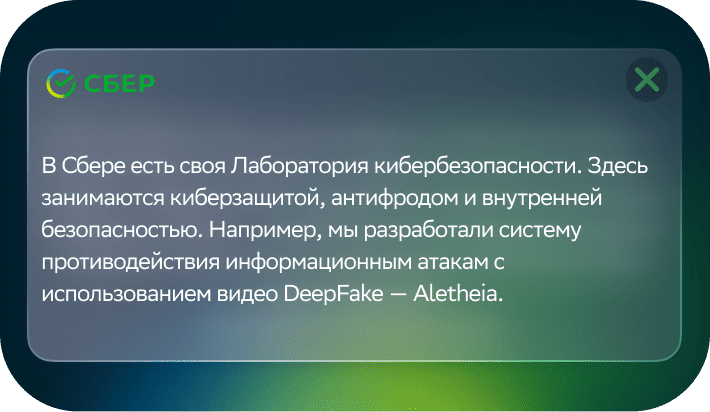 СБЕР
В Сбере есть своя Лаборатория кибербезопасности. Здесь
занимаются киберзащитой, антифродом и внутренней
безопасностью. Например, мы разработали систему
противодействия информационным атакам с
использованием видео DeepFake — Aletheia.